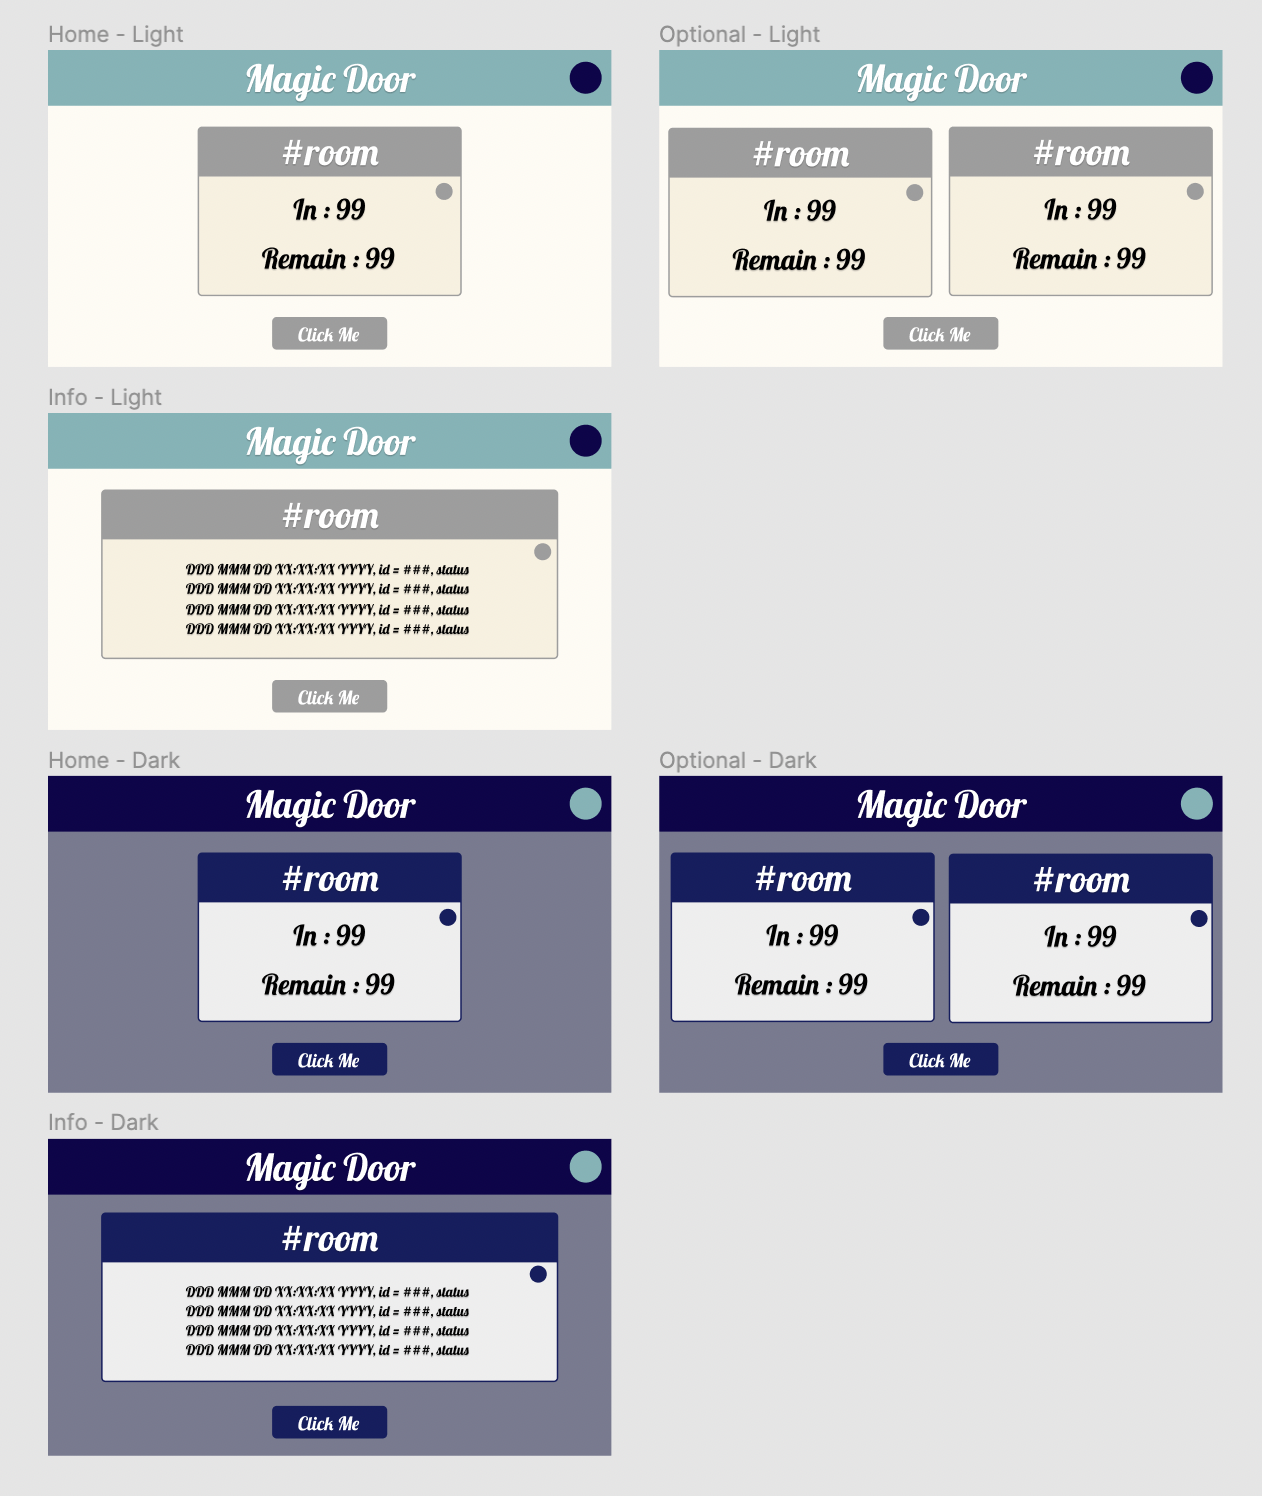 Home - Light
Magic Door
#room
In : 99
Remain : 99
Click Me
Optional - Light
Magic Door
#room
In : 99
Remain : 99
#room
In : 99
Remain : 99
Click Me
Info - Light
Magic Door
#room
DDD MMM DD XX:XX:XX YYYY, id = ###, status
DDD MMM DD XX:XX:XX YYYY, id = ###, status
DDD MMM DD XX:XX:XX YYYY, id = ###, status
DDD MMM DD XX:XX:XX YYYY, id = ###, status
Click Me
Home - Dark
Magic Door
#room
In : 99
Remain : 99
Click Me
Optional - Dark
Magic Door
#room
In : 99
Remain : 99
#room
In : 99
Remain : 99
Click Me
Info - Dark
Magic Door
#room
DDD MMM DD XX:XX:XX YYYY, id = ###, status
DDD MMM DD XX:XX:XX YYYY, id = ###, status
DDD MMM DD XX:XX:XX YYYY, id = ###, status
DDD MMM DD XX:XX:XX YYYY, id = ###, status
Click Me